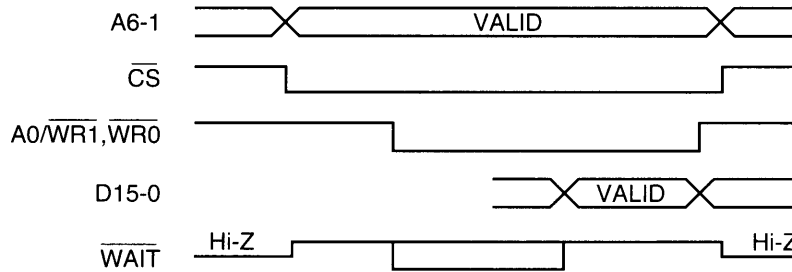 A6-1 VALID
CS
A0/WR1,WR0
D15-0 VALID
WAIT Hi-Z Hi-Z